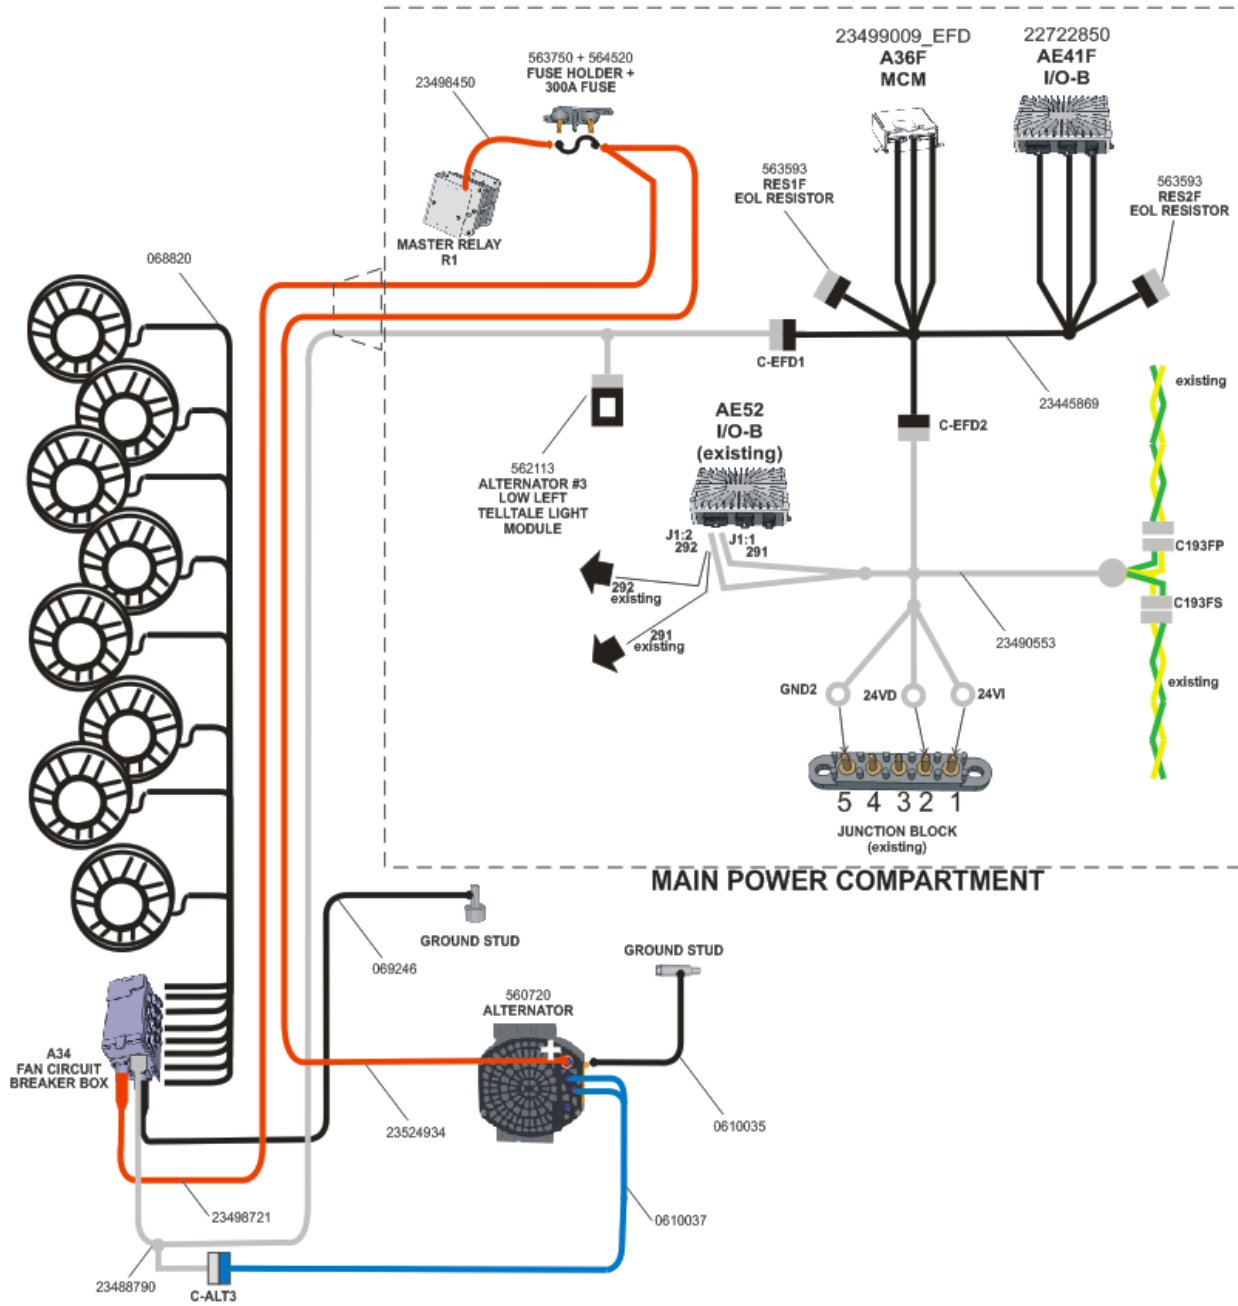 23499009_EFD
A36F
MCM
22722850
AE41F
I/O-B
563750 + 564520
FUSE HOLDER +
300A FUSE
23498450
563593
RES1F
EOL RESISTOR
563593
RES2F
EOL RESISTOR
MASTER RELAY
R1
068820
C-EFD1
23445869
existing
C-EFD2
AE52
I/O-B
(existing)
562113
ALTERNATOR #3
LOW LEFT
TELLTALE LIGHT
MODULE
J1:2
292
J1:1
291
C193FP
292
existing
C193FS
291
existing
23490553
existing
GND2
24VD
24VI
5 4 3 2 1
JUNCTION BLOCK
(existing)
MAIN POWER COMPARTMENT
GROUND STUD
GROUND STUD
069246
560720
ALTERNATOR
A34
FAN CIRCUIT
BREAKER BOX
23524934
0610035
23498721
0610037
23488790
C-ALT3